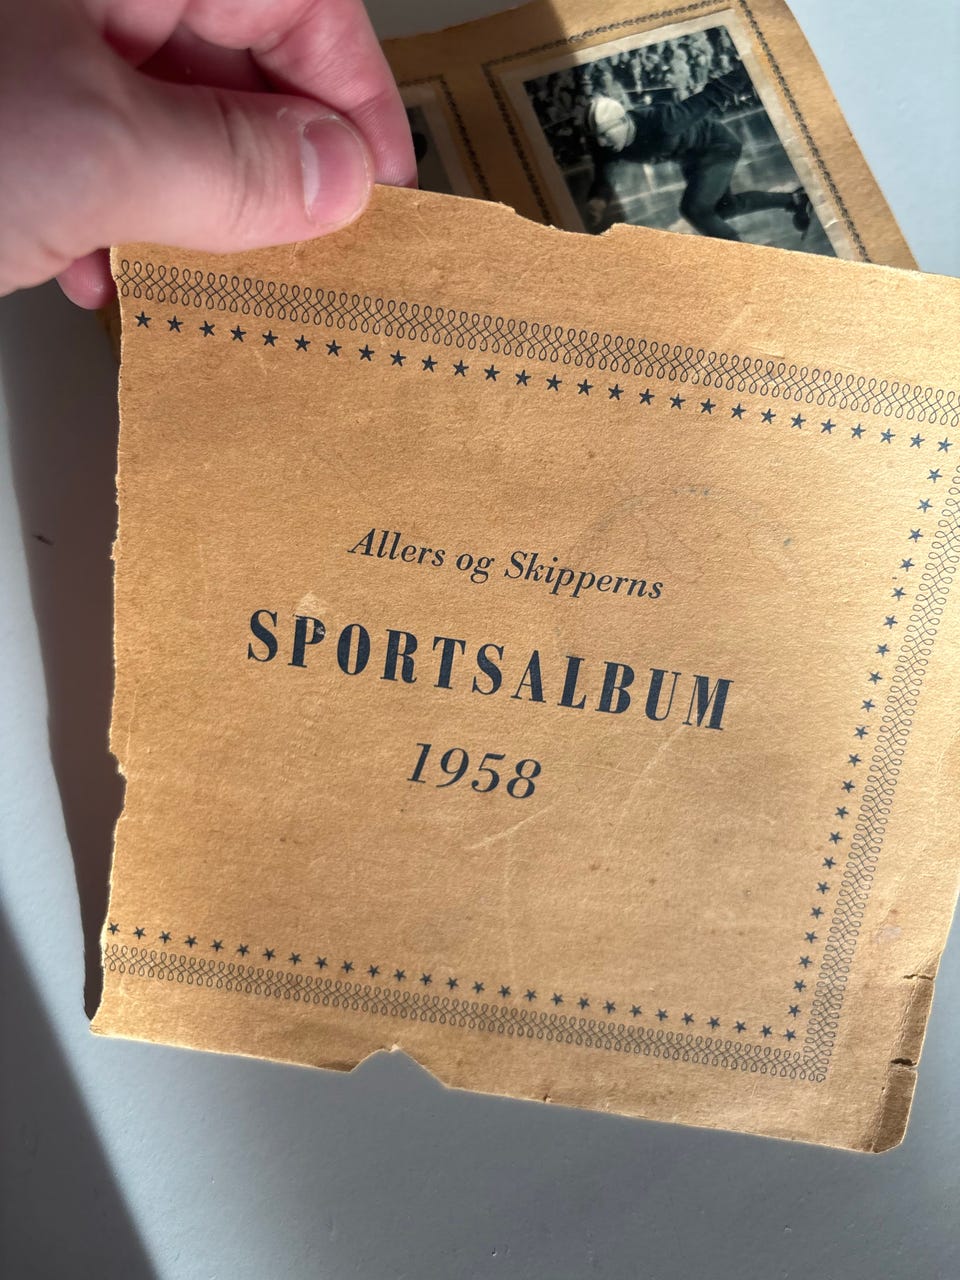 Allers og Skipperns
SPORTSALBUM
1958